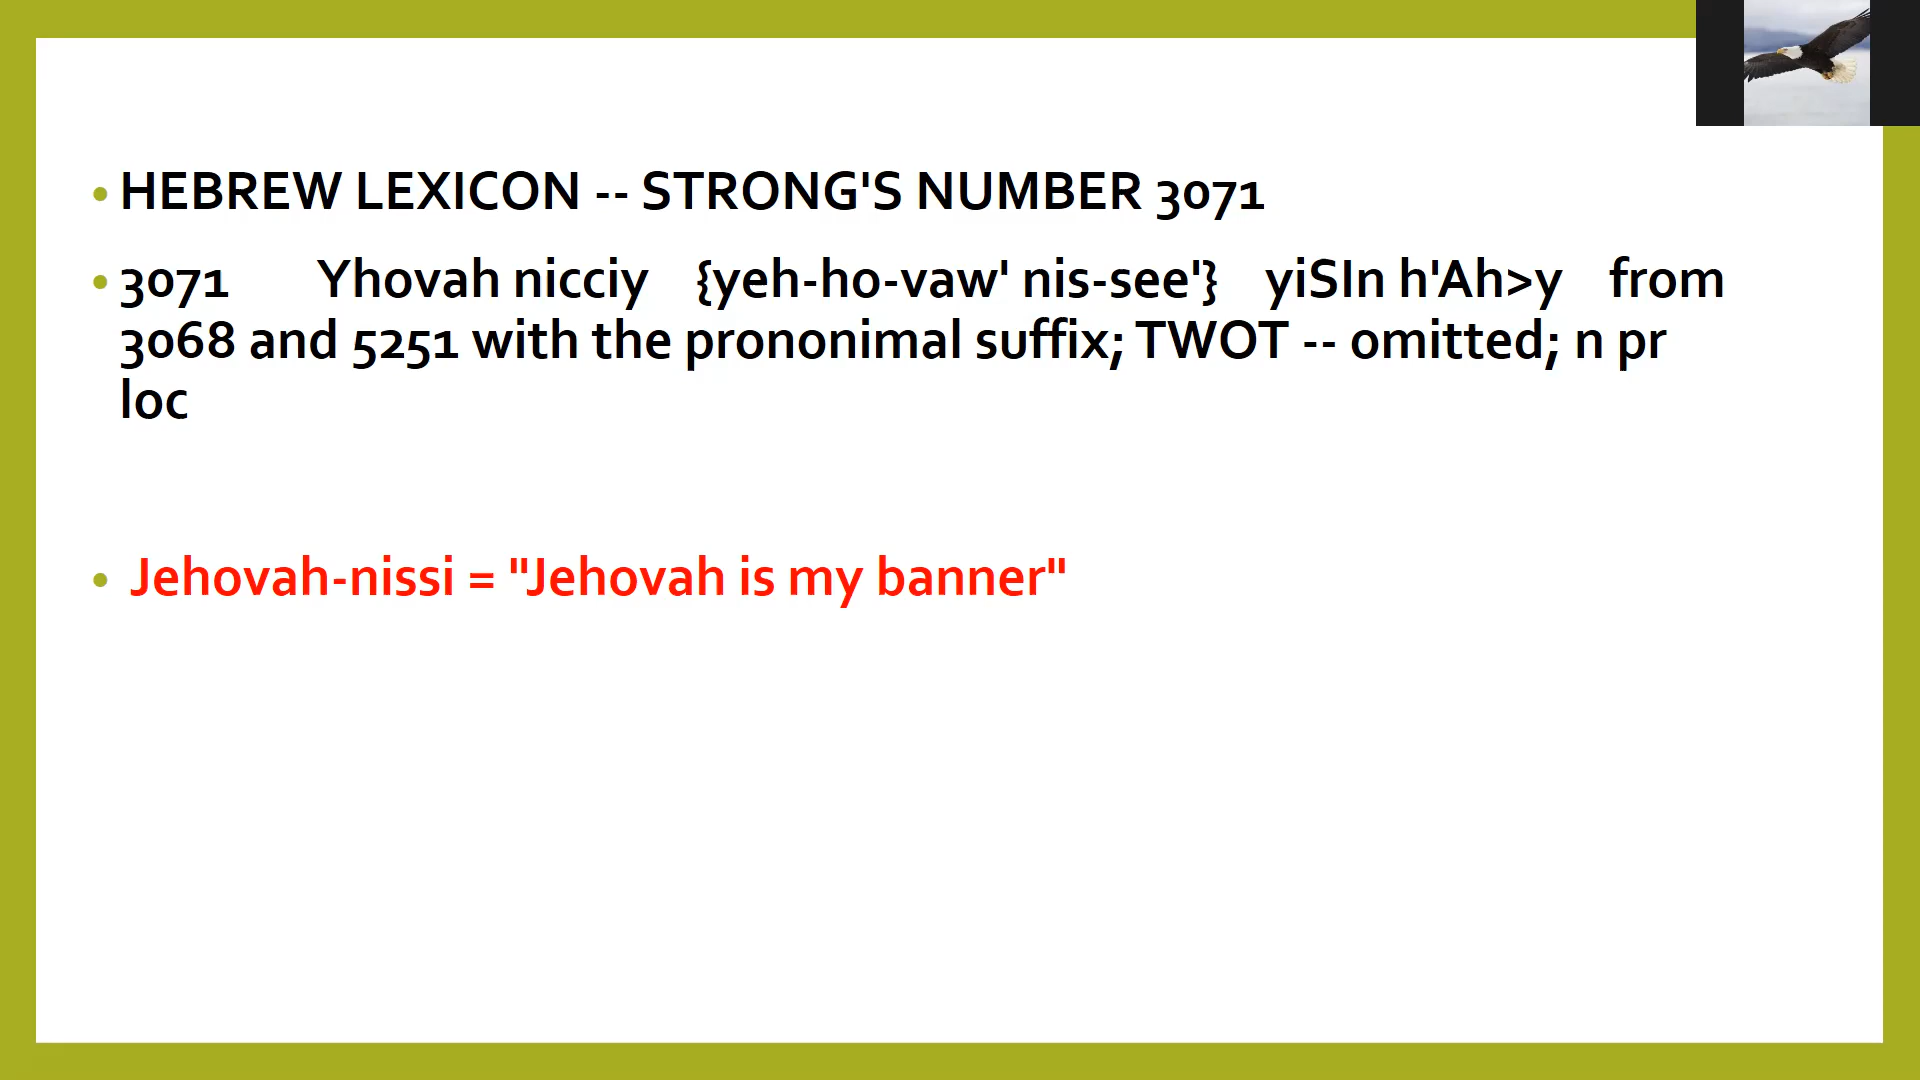 • HEBREW LEXICON -- STRONG'S NUMBER 3071
• 3071 Yhovah nicciy {yeh-ho-vaw' nis-see'} yiSIn h'Ah>y from
3068 and 5251 with the prononimal suffix; TWOT -- omitted; n pr
loc
• Jehovah-nissi = "Jehovah is my banner"